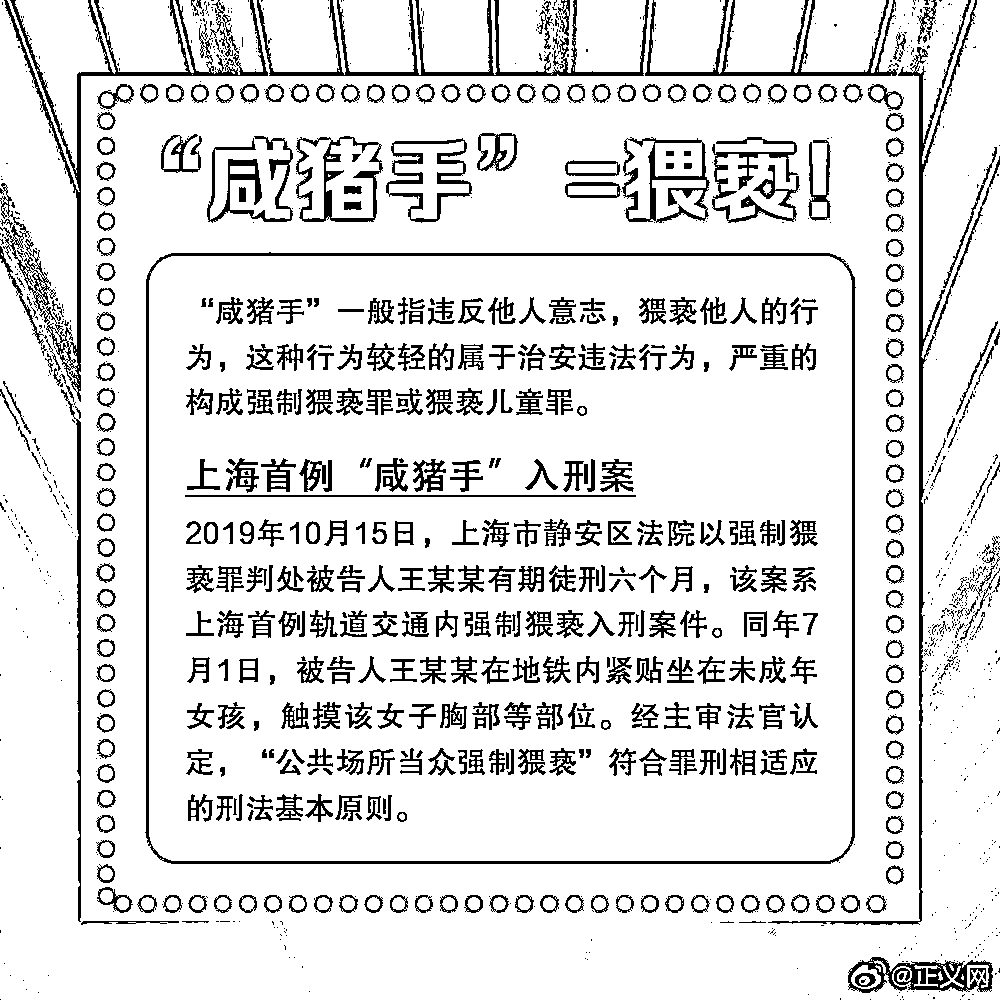 “咸猪手”=猥亵！
“咸猪手”一般指违反他人意志，猥亵他人的行
为，这种行为较轻的属于治安违法行为，严重的
构成强制猥亵罪或猥亵儿童罪。
上海首例“咸猪手”入刑案
2019年10月15日，上海市静安区法院以强制猥
亵罪判处被告人王某某有期徒刑六个月，该案系
上海首例轨道交通内强制猥亵入刑案件。同年7
月1日，被告人王某某在地铁内紧贴坐在未成年
女孩，触摸该女子胸部等部位。经主审法官认
定，“公共场所当众强制猥亵”符合罪刑相适应
的刑法基本原则。
@正义网